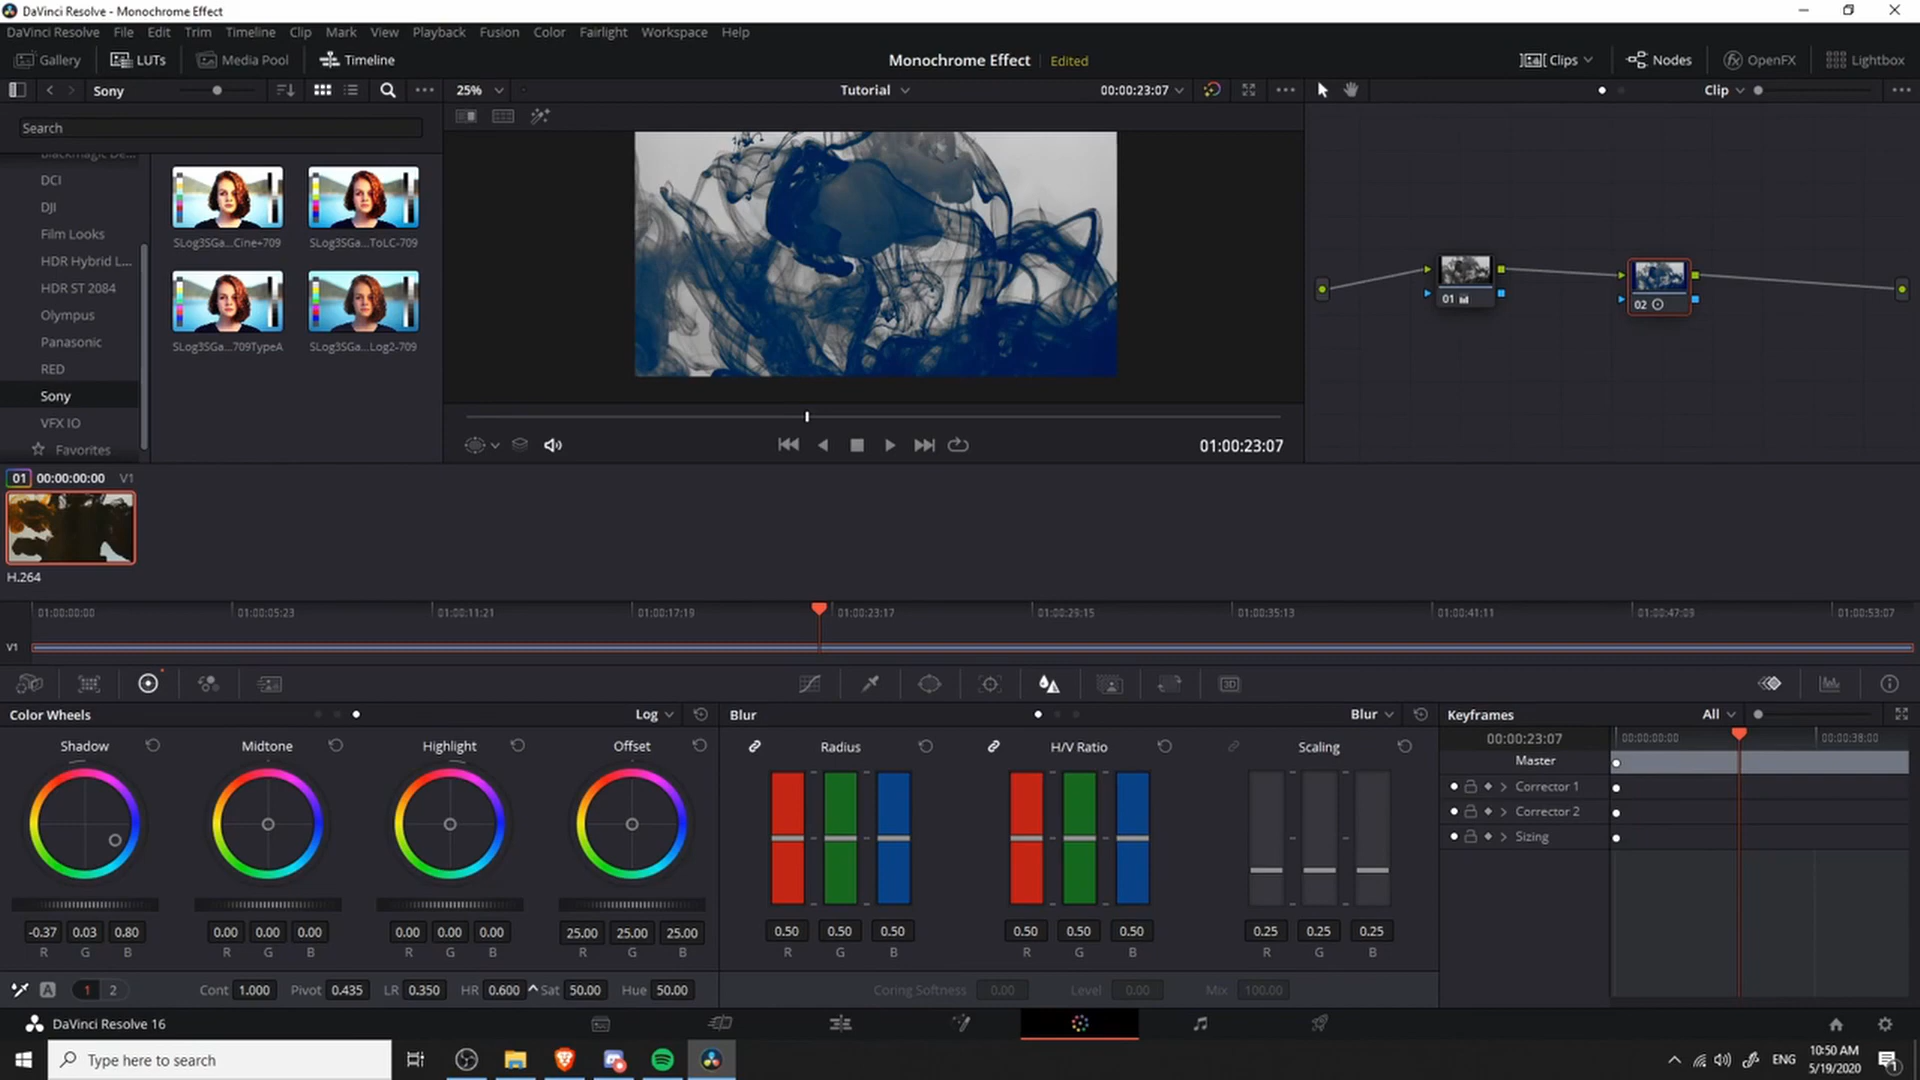 DaVinci Resolve - Monochrome Effect
DaVinci Resolve File Edit Trim Timeline Clip Mark View Playback Fusion Color Fairlight Workspace Help
Gallery LUTs Media Pool Timeline Monochrome Effect Edited Clips Nodes OpenFX Lightbox
Sony 25% Tutorial 00:00:23:07 Clip
Search
Blackmagic De...
DCI
DJI
Film Looks
HDR Hybrid L...
HDR ST 2084
Olympus
Panasonic
RED
Sony
VFX IO
Favorites
SLog3SGa...Cine+709 SLog3SGa...ToLC-709
SLog3SGa...709TypeA SLog3SGa...Log2-709
01 02
01:00:23:07
01 00:00:00:00 V1
H.264
01:00:00:00 01:00:05:23 01:00:11:21 01:00:17:19 01:00:23:17 01:00:29:15 01:00:35:13 01:00:41:11 01:00:47:09 01:00:53:07
V1
3D
Color Wheels Log Blur Blur Keyframes All
Shadow Midtone Highlight Offset Radius H/V Ratio Scaling
00:00:23:07 00:00:00:00 00:00:38:00
Master
Corrector 1
Corrector 2
Sizing
-0.37 0.03 0.80 0.00 0.00 0.00 0.00 0.00 0.00 25.00 25.00 25.00 0.50 0.50 0.50 0.50 0.50 0.50 0.25 0.25 0.25
R G B R G B R G B R G B R G B R G B R G B
A 1 2 Cont 1.000 Pivot 0.435 LR 0.350 HR 0.600 Sat 50.00 Hue 50.00 Coring Softness 0.00 Level 0.00 Mix 100.00
DaVinci Resolve 16
Type here to search
ENG
10:50 AM
5/19/2020
1